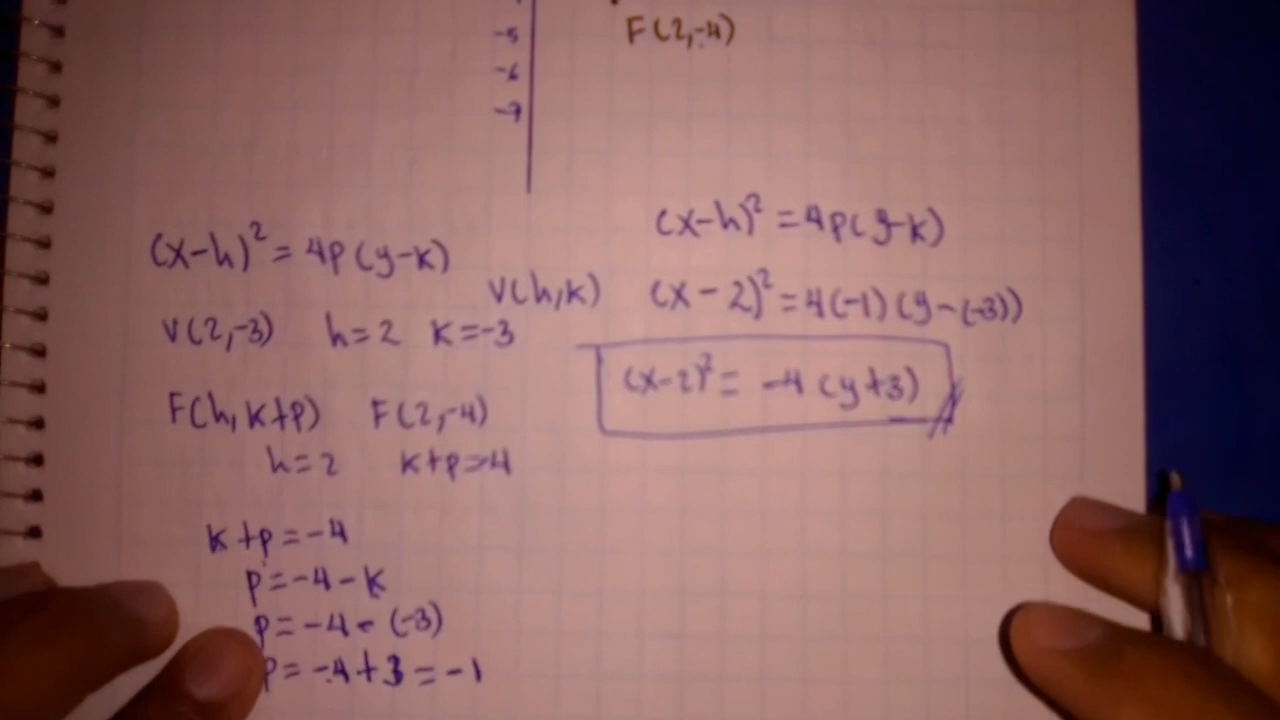 -5
F(2,-4)
-6
-7
(x-h)² = 4p(y-k)
V(h,k)
V(2,-3) h=2 k=-3
F(h,k+p) F(2,-4)
h=2 k+p=-4
k+p=-4
p=-4-k
p=-4-(-3)
p=-4+3=-1
(x-h)² = 4p(y-k)
(x-2)² = 4(-1)(y-(-3))
(x-2)² = -4(y+3)